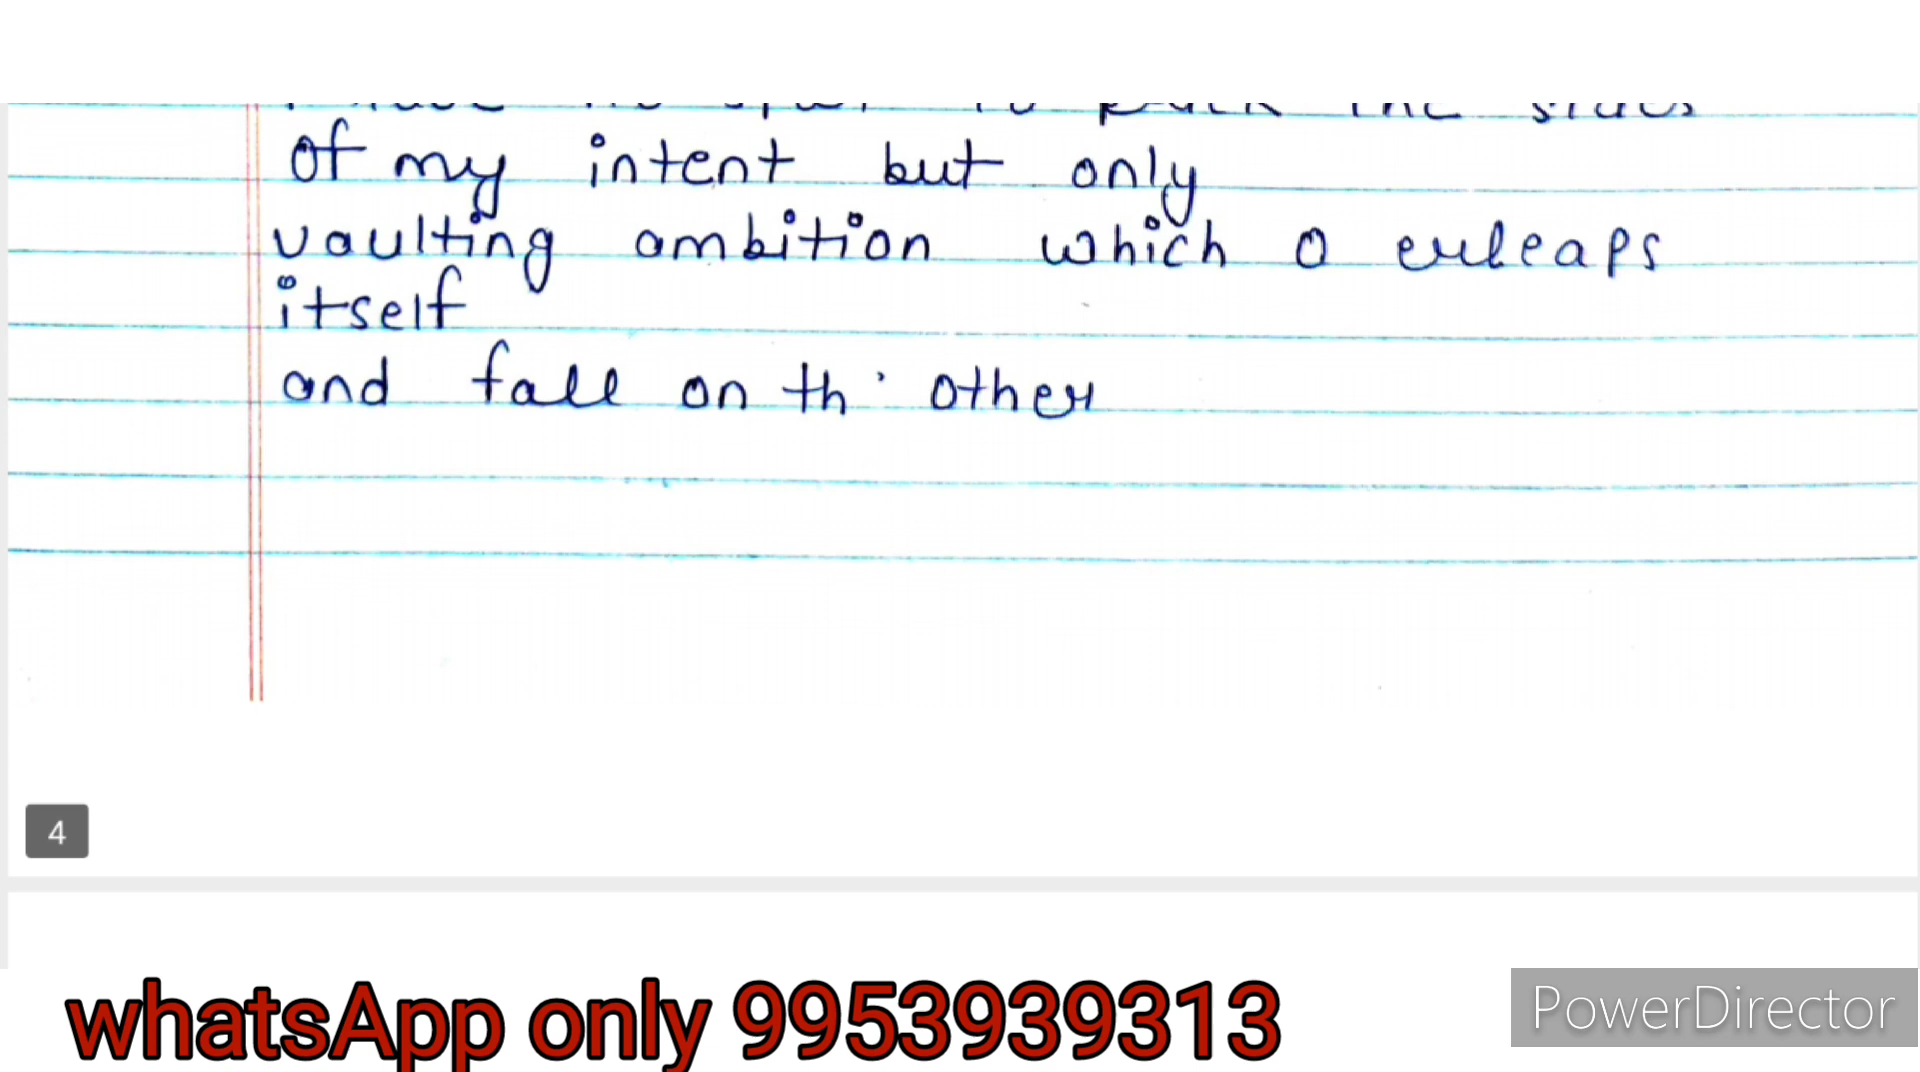 of my intent but only
vaulting ambition which o erleaps
itself
and fall on th' other
4
whatsApp only 9953939313
PowerDirector